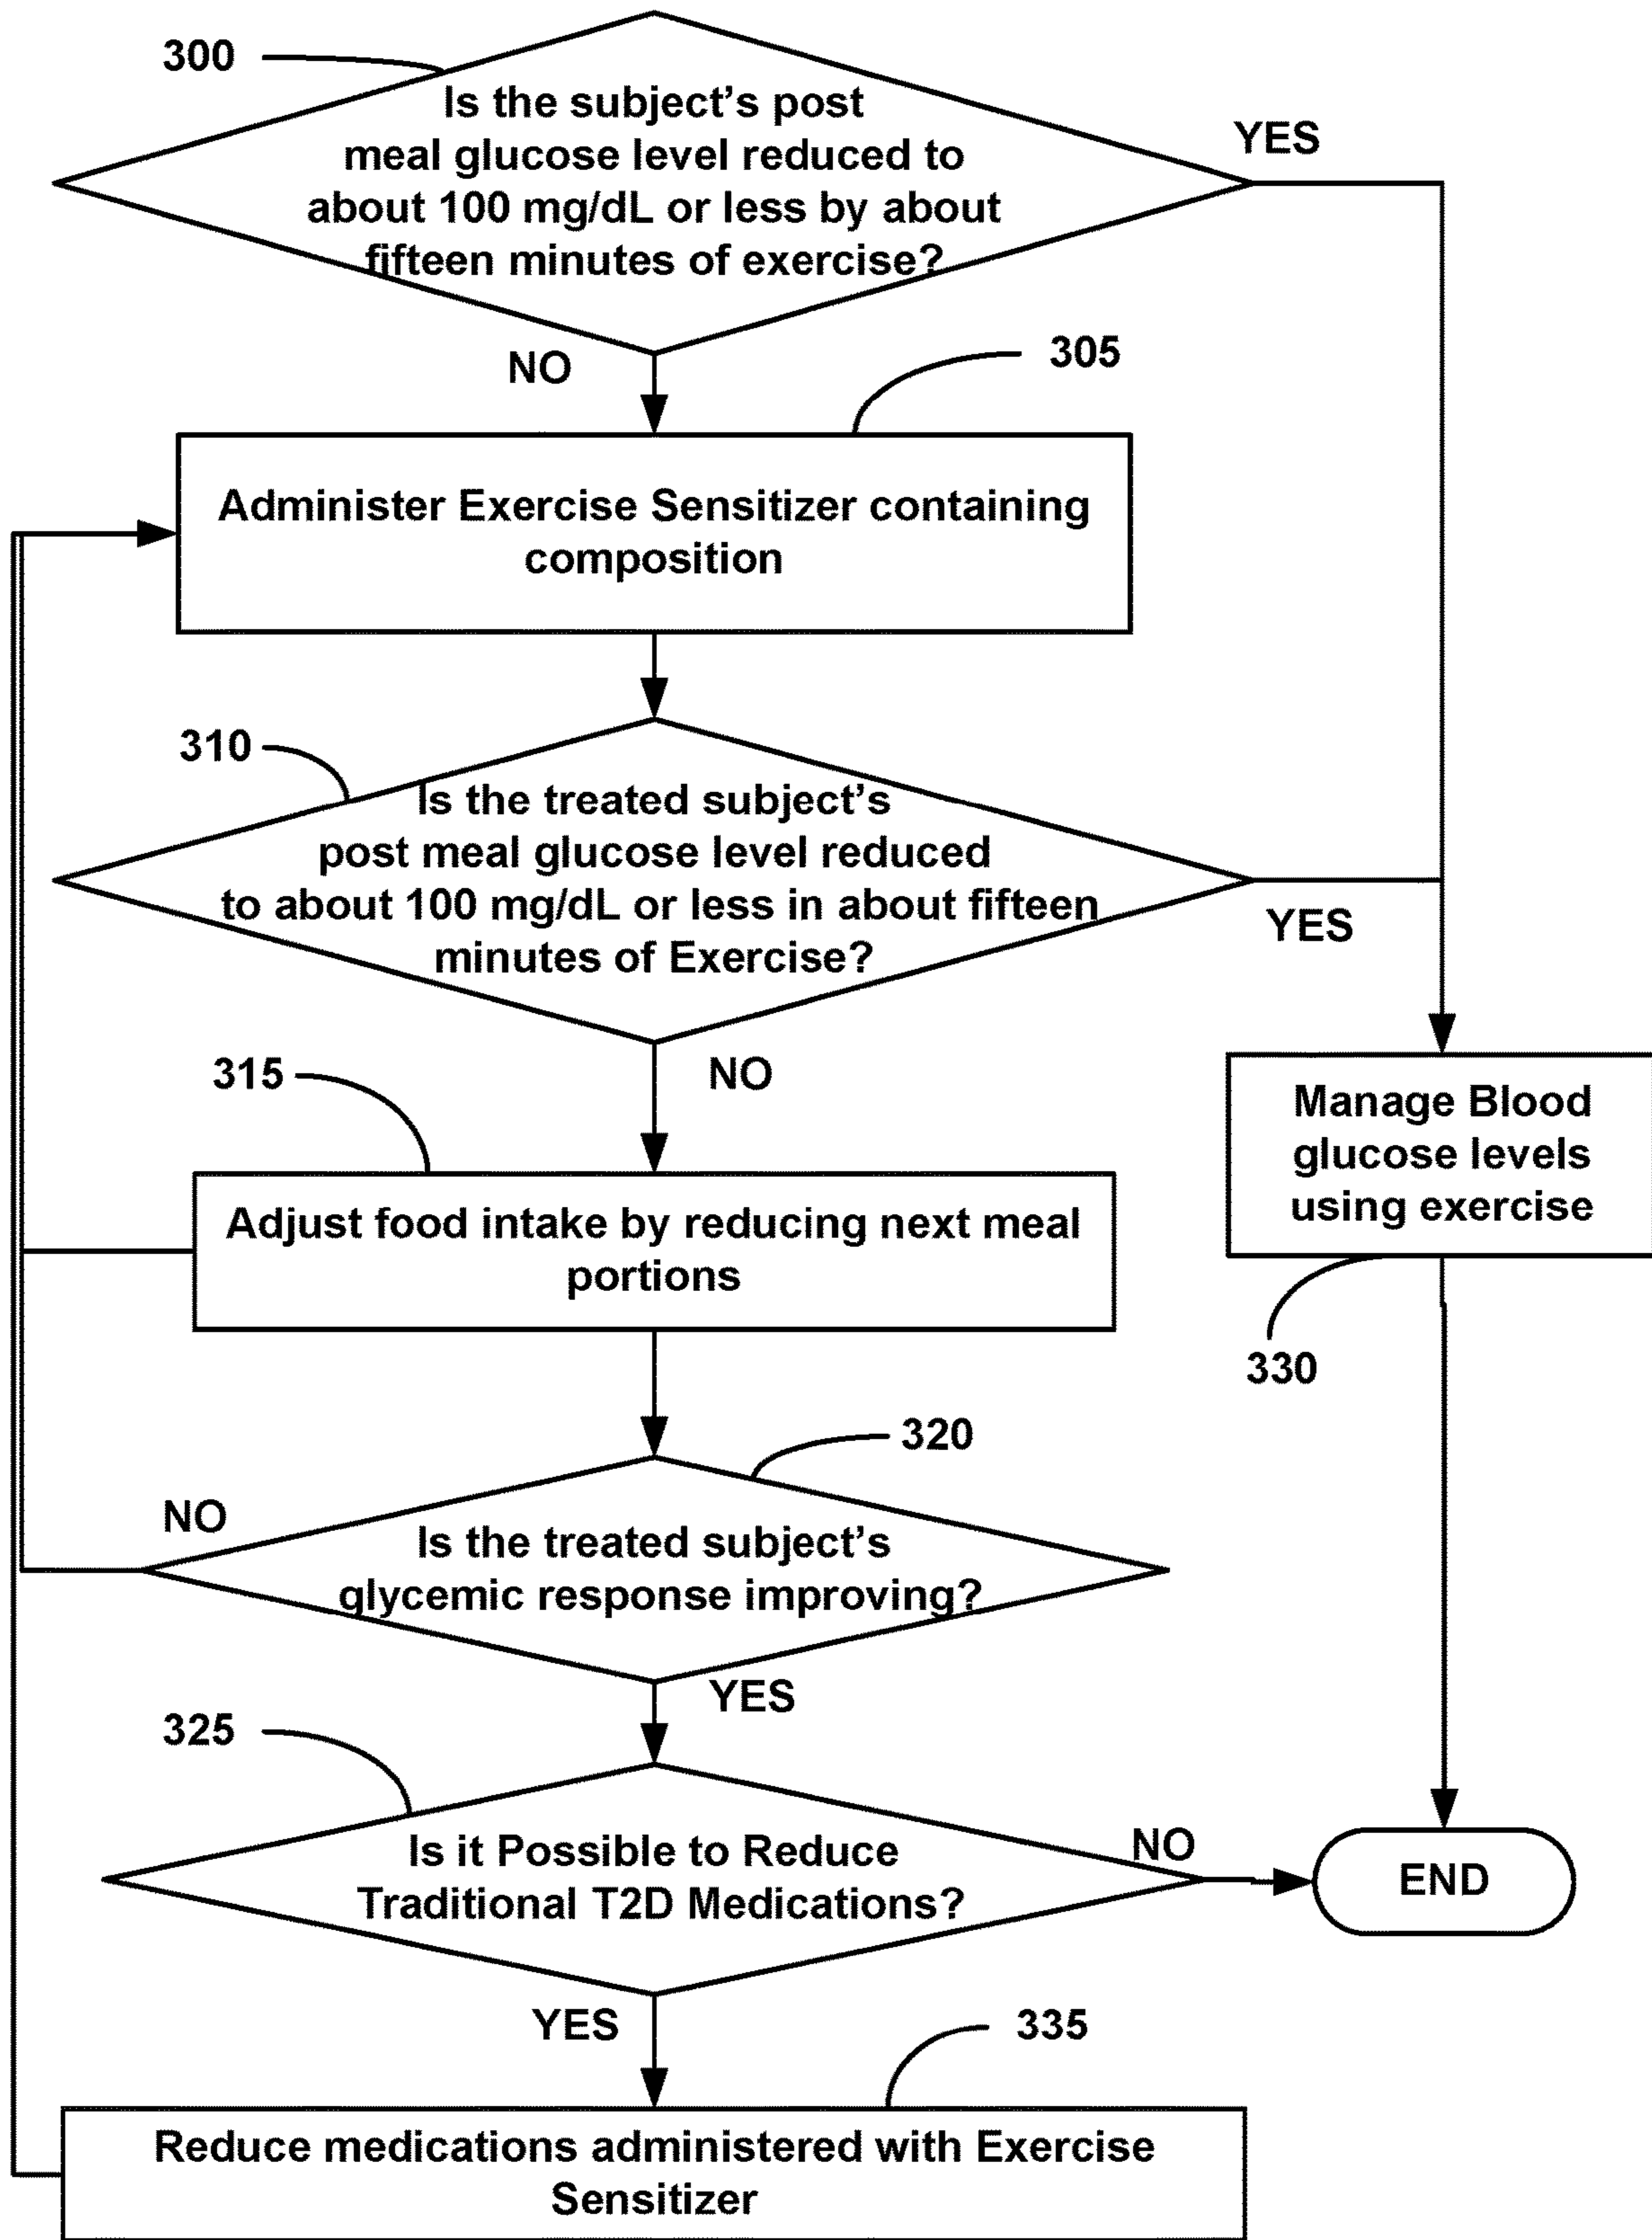 300
Is the subject's post
meal glucose level reduced to
about 100 mg/dL or less by about
fifteen minutes of exercise?
YES
NO
305
Administer Exercise Sensitizer containing
composition
310
Is the treated subject's
post meal glucose level reduced
to about 100 mg/dL or less in about fifteen
minutes of Exercise?
YES
NO
315
Adjust food intake by reducing next meal
portions
Manage Blood
glucose levels
using exercise
330
320
NO
Is the treated subject's
glycemic response improving?
YES
325
Is it Possible to Reduce
Traditional T2D Medications?
NO
END
YES
335
Reduce medications administered with Exercise
Sensitizer